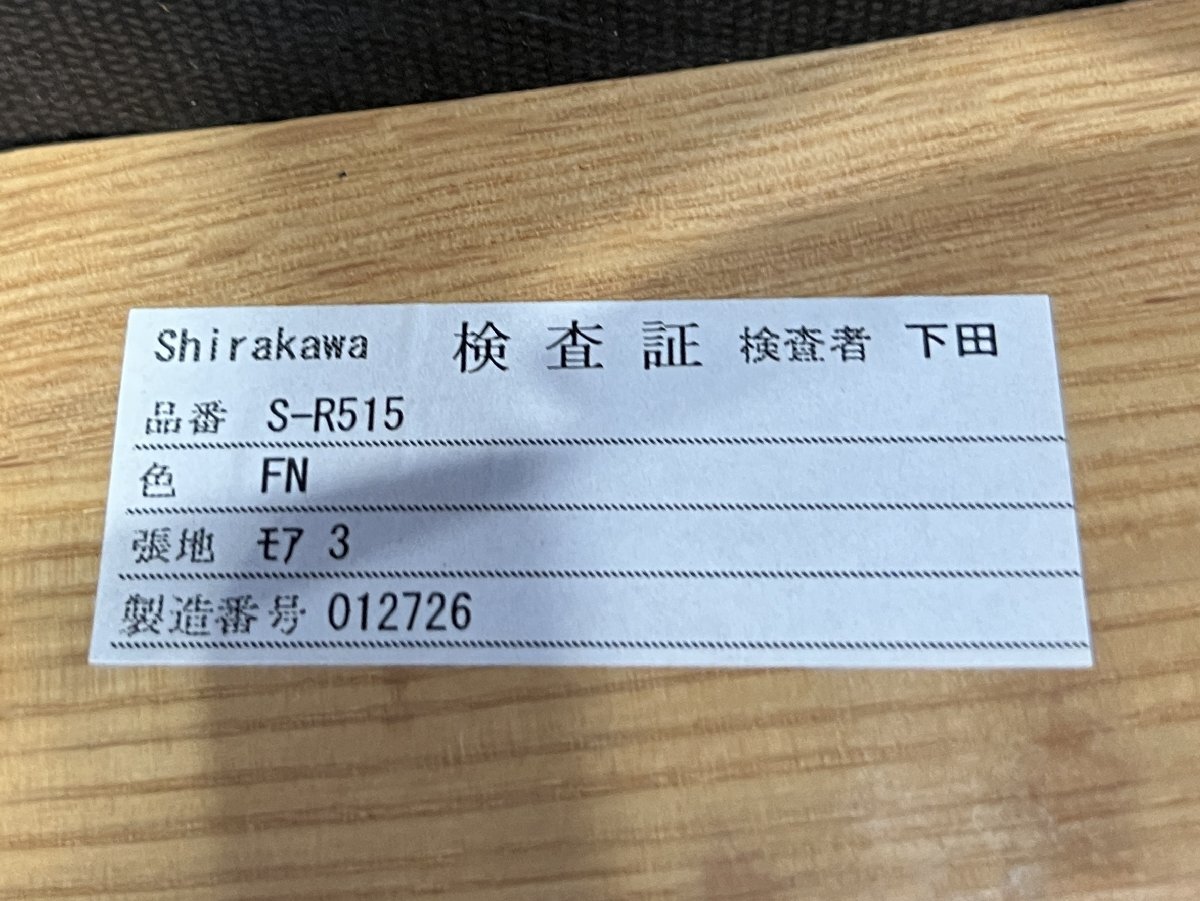 Shirakawa 検査証 検査者 下田
品番 S-R515
色 FN
張地 モア 3
製造番号 012726